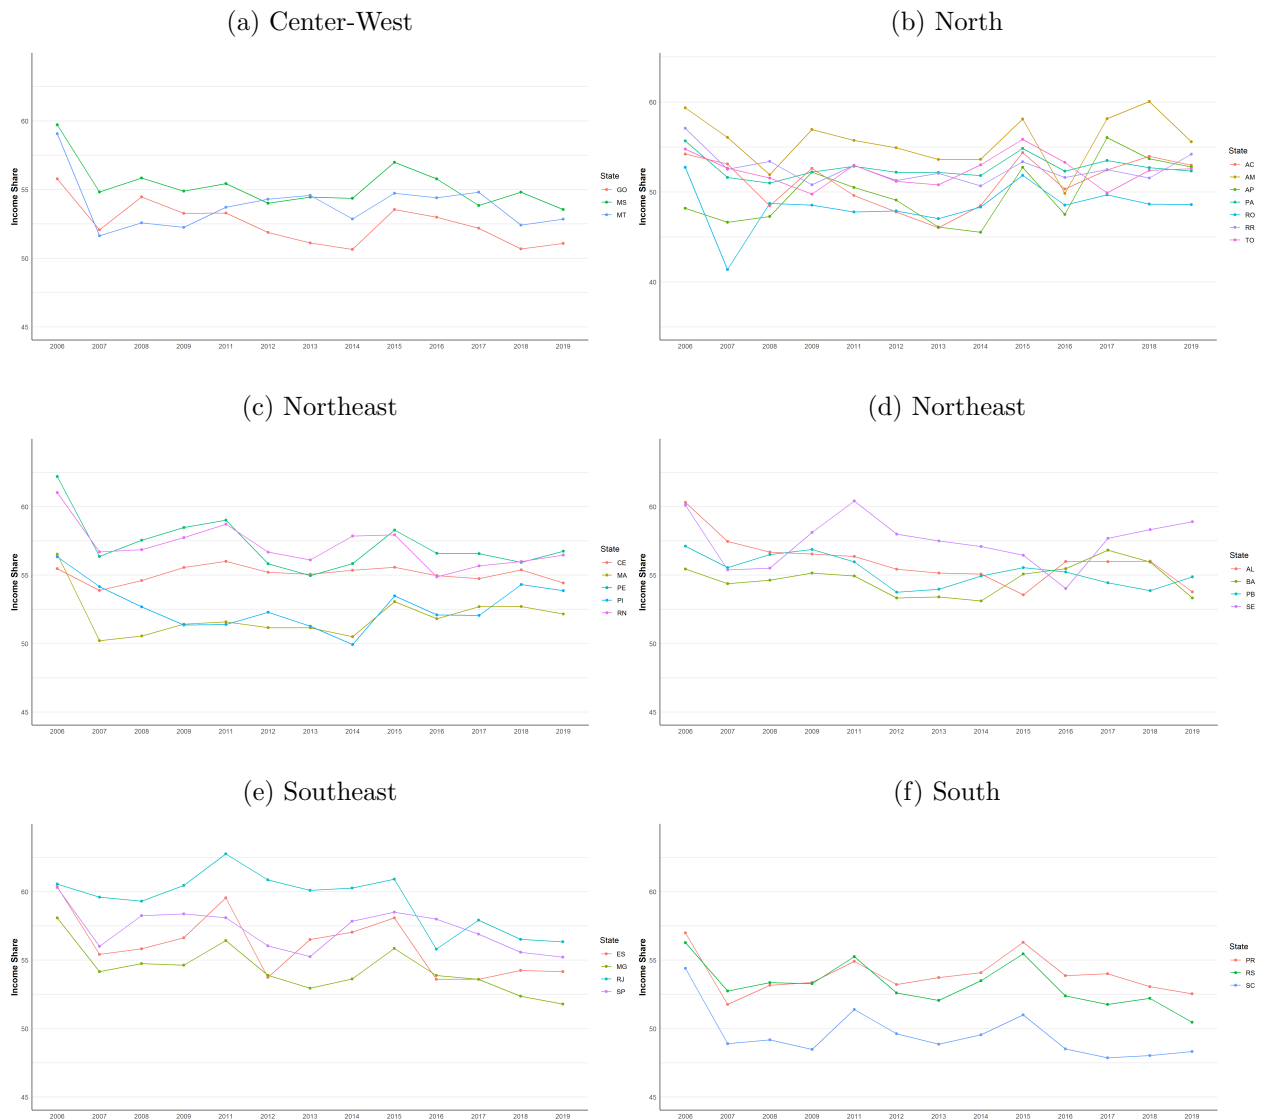 (a) Center-West
(b) North
Income Share
60
55
50
45
2006 2007 2008 2009 2011 2012 2013 2014 2015 2016 2017 2018 2019
State
GO
MS
MT
Income Share
60
50
40
2006 2007 2008 2009 2011 2012 2013 2014 2015 2016 2017 2018 2019
State
AC
AM
AP
PA
RO
RR
TO
(c) Northeast
(d) Northeast
Income Share
60
55
50
45
2006 2007 2008 2009 2011 2012 2013 2014 2015 2016 2017 2018 2019
State
CE
MA
PE
PI
RN
Income Share
60
55
50
45
2006 2007 2008 2009 2011 2012 2013 2014 2015 2016 2017 2018 2019
State
AL
BA
PB
SE
(e) Southeast
(f) South
Income Share
60
55
50
45
2006 2007 2008 2009 2011 2012 2013 2014 2015 2016 2017 2018 2019
State
ES
MG
RJ
SP
Income Share
60
55
50
45
2006 2007 2008 2009 2011 2012 2013 2014 2015 2016 2017 2018 2019
State
PR
RS
SC